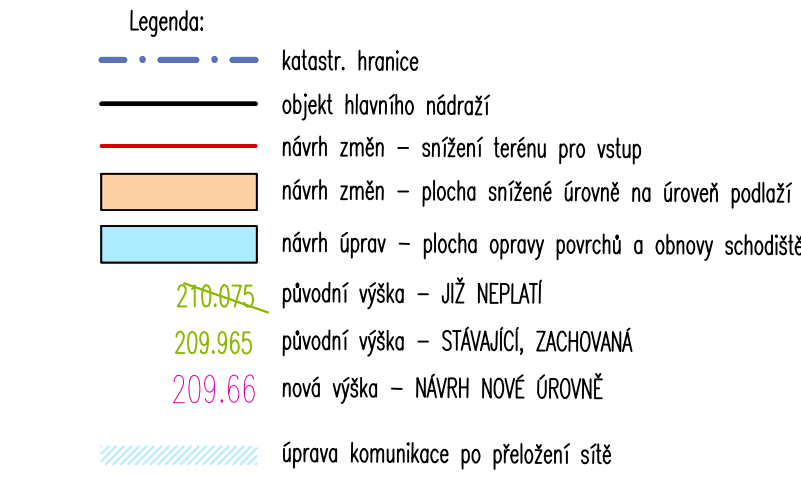 Legenda:
katastr. hranice
objekt hlavního nádraží
návrh změn – snížení terénu pro vstup
návrh změn – plocha snížené úrovně na úroveň podlaží
návrh úprav – plocha opravy povrchů a obnovy schodiště
210.075 původní výška – JIŽ NEPLATÍ
209.965 původní výška – STÁVAJÍCÍ, ZACHOVANÁ
209.66 nová výška – NÁVRH NOVÉ ÚROVNĚ
úprava komunikace po přeložení sítě